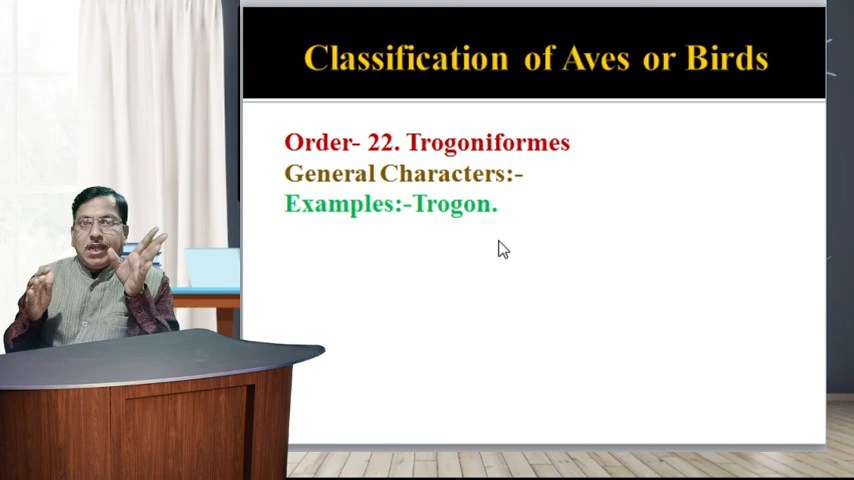 Classification of Aves or Birds
Order- 22. Trogoniformes
General Characters:-
Examples:-Trogon.